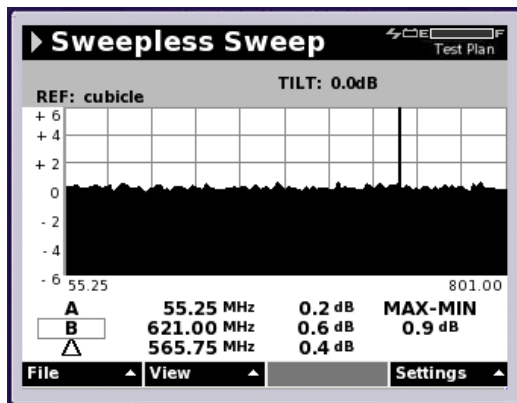 Sweepless Sweep
E F
Test Plan
TILT: 0.0dB
REF: cubicle
+ 6
+ 4
+ 2
0
- 2
- 4
- 6
55.25 801.00
A 55.25 MHz 0.2 dB MAX-MIN
B 621.00 MHz 0.6 dB 0.9 dB
Δ 565.75 MHz 0.4 dB
File View Settings